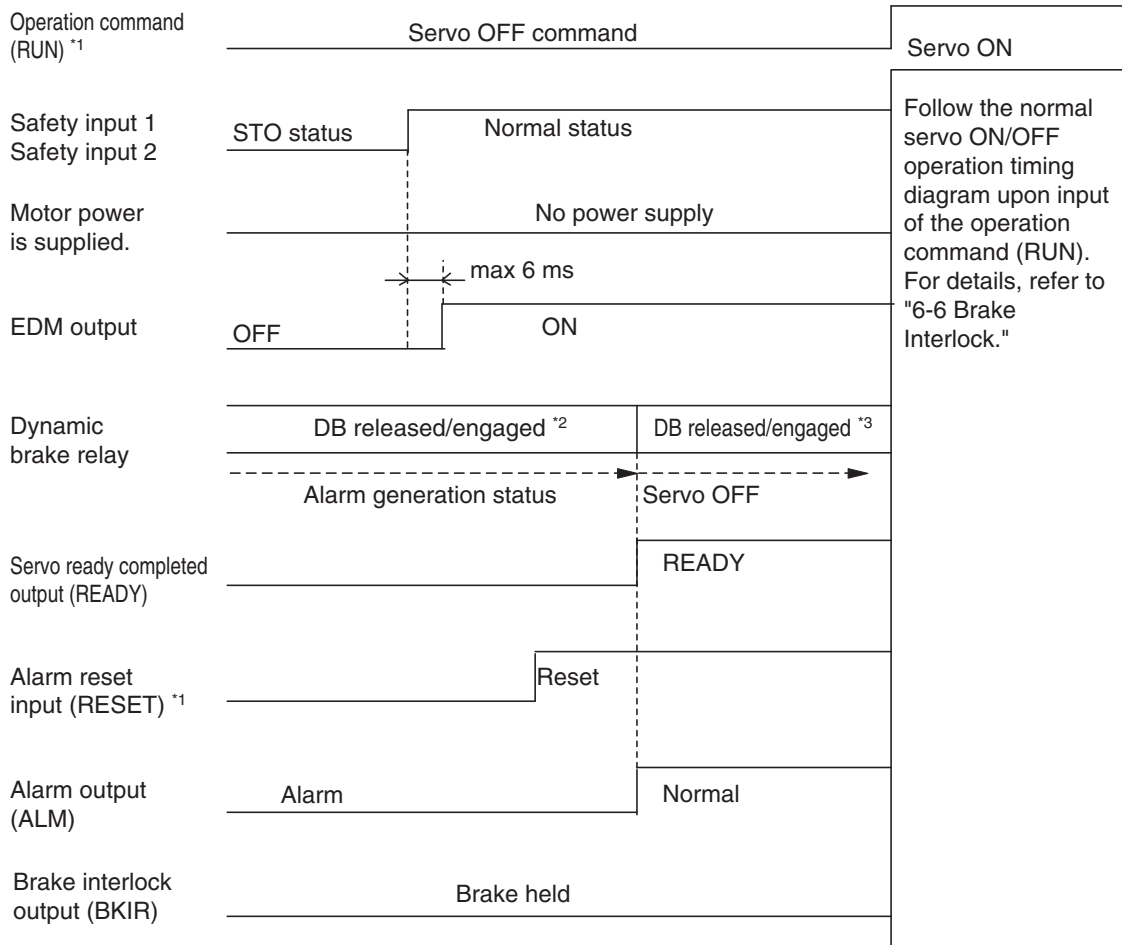 Operation command
(RUN) *1
Servo OFF command
Servo ON
Safety input 1
Safety input 2
STO status
Normal status
Follow the normal
servo ON/OFF
operation timing
diagram upon input
of the operation
command (RUN).
For details, refer to
"6-6 Brake
Interlock."
Motor power
is supplied.
No power supply
max 6 ms
EDM output
OFF
ON
Dynamic
brake relay
DB released/engaged *2
DB released/engaged *3
Alarm generation status
Servo OFF
Servo ready completed
output (READY)
READY
Alarm reset
input (RESET) *1
Reset
Alarm output
(ALM)
Alarm
Normal
Brake interlock
output (BKIR)
Brake held